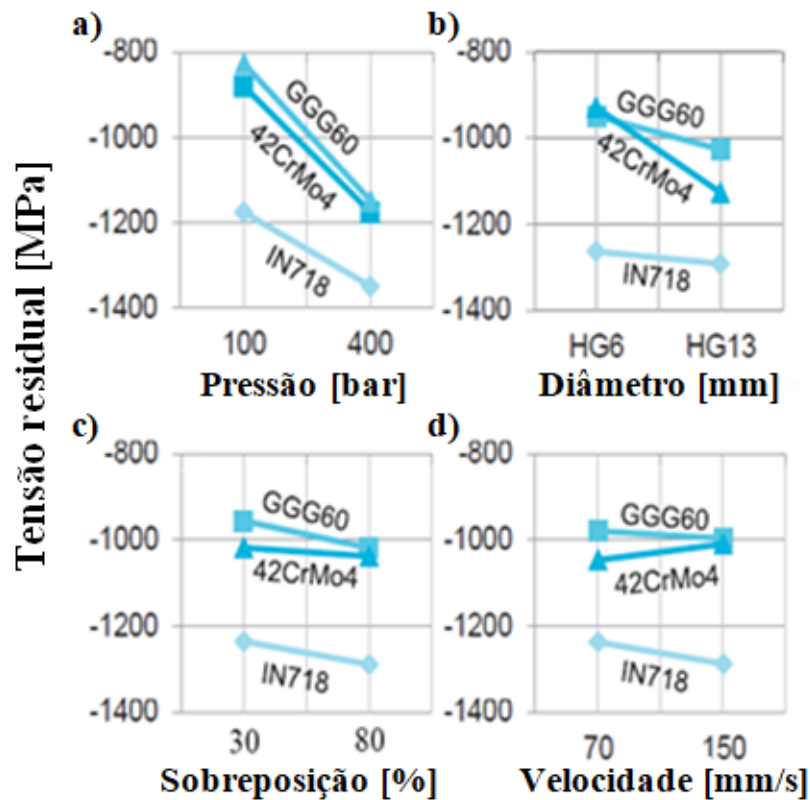 Tensão residual [MPa]
a)
-800
-1000
-1200
-1400
GGG60
42CrMo4
IN718
100 400
Pressão [bar]
b)
-800
-1000
-1200
-1400
GGG60
42CrMo4
IN718
HG6 HG13
Diâmetro [mm]
c)
-800
-1000
-1200
-1400
GGG60
42CrMo4
IN718
30 80
Sobreposição [%]
d)
-800
-1000
-1200
-1400
GGG60
42CrMo4
IN718
70 150
Velocidade [mm/s]